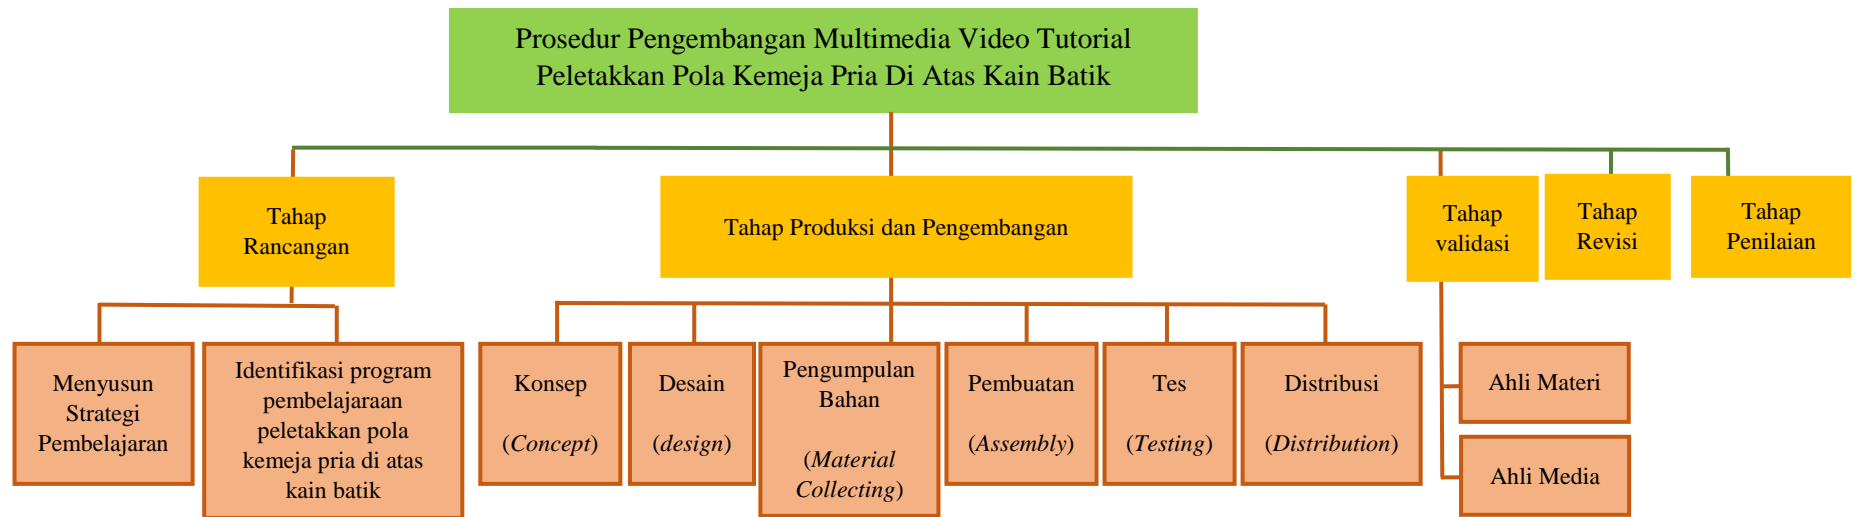 Prosedur Pengembangan Multimedia Video Tutorial
Peletakkan Pola Kemeja Pria Di Atas Kain Batik
Tahap
Rancangan
Tahap Produksi dan Pengembangan
Tahap
validasi
Tahap
Revisi
Tahap
Penilaian
Menyusun
Strategi
Pembelajaran
Identifikasi program
pembelajaraan
peletakkan pola
kemeja pria di atas
kain batik
Konsep
(Concept)
Desain
(design)
Pengumpulan
Bahan
(Material
Collecting)
Pembuatan
(Assembly)
Tes
(Testing)
Distribusi
(Distribution)
Ahli Materi
Ahli Media